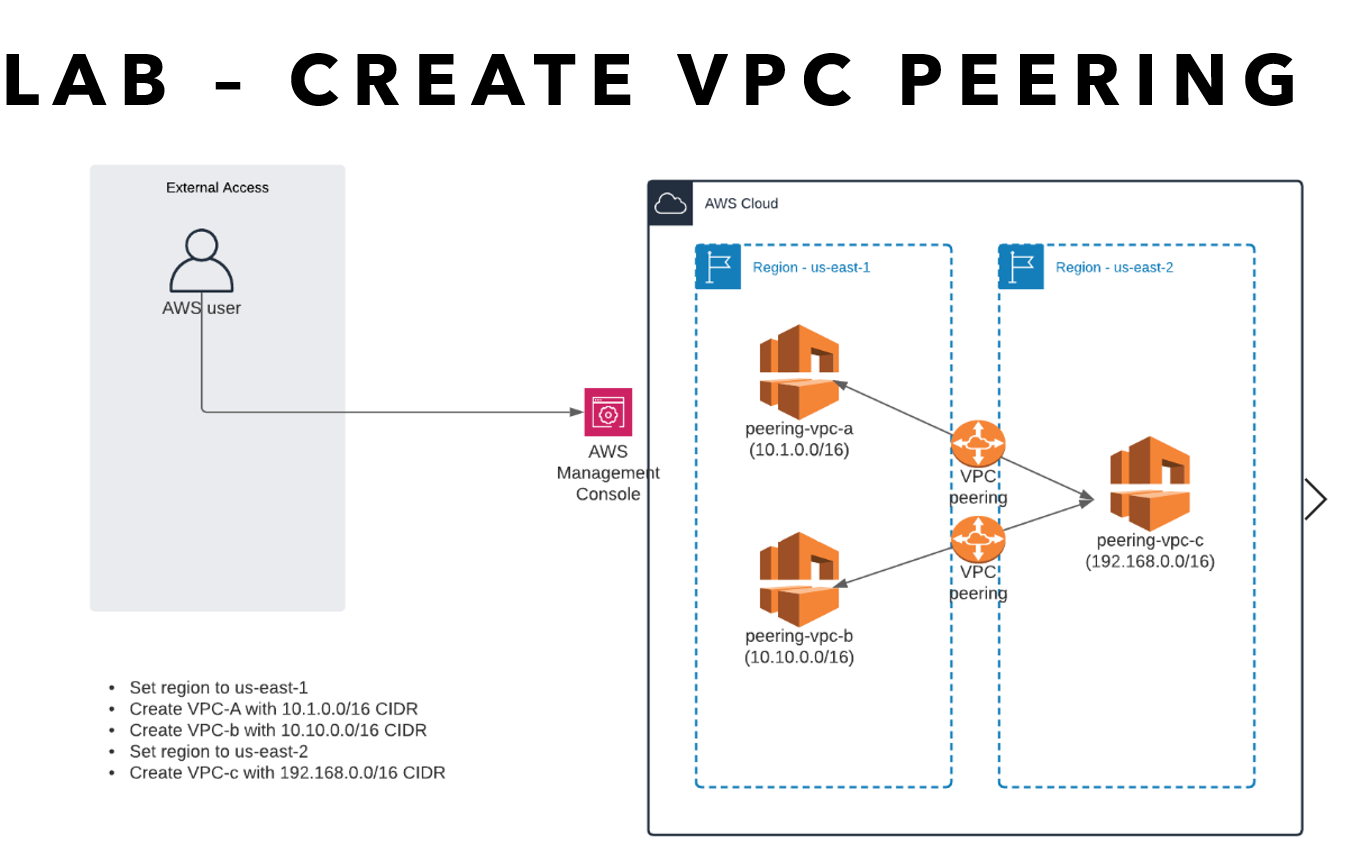 LAB – CREATE VPC PEERING
External Access
AWS user
AWS
Management
Console
AWS Cloud
Region - us-east-1
peering-vpc-a
(10.1.0.0/16)
peering-vpc-b
(10.10.0.0/16)
VPC
peering
VPC
peering
Region - us-east-2
peering-vpc-c
(192.168.0.0/16)
• Set region to us-east-1
• Create VPC-A with 10.1.0.0/16 CIDR
• Create VPC-b with 10.10.0.0/16 CIDR
• Set region to us-east-2
• Create VPC-c with 192.168.0.0/16 CIDR